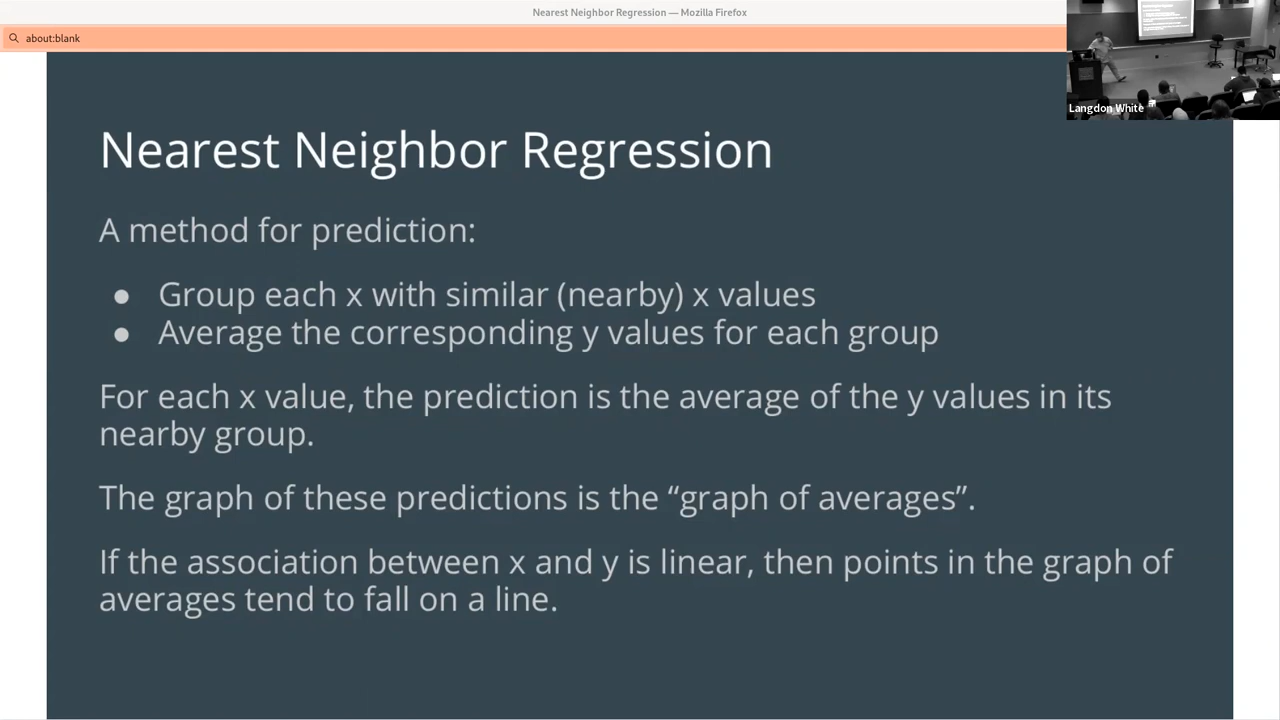 Nearest Neighbor Regression — Mozilla Firefox
about:blank
Langdon White
Nearest Neighbor Regression
A method for prediction:
● Group each x with similar (nearby) x values
● Average the corresponding y values for each group
For each x value, the prediction is the average of the y values in its
nearby group.
The graph of these predictions is the “graph of averages”.
If the association between x and y is linear, then points in the graph of
averages tend to fall on a line.